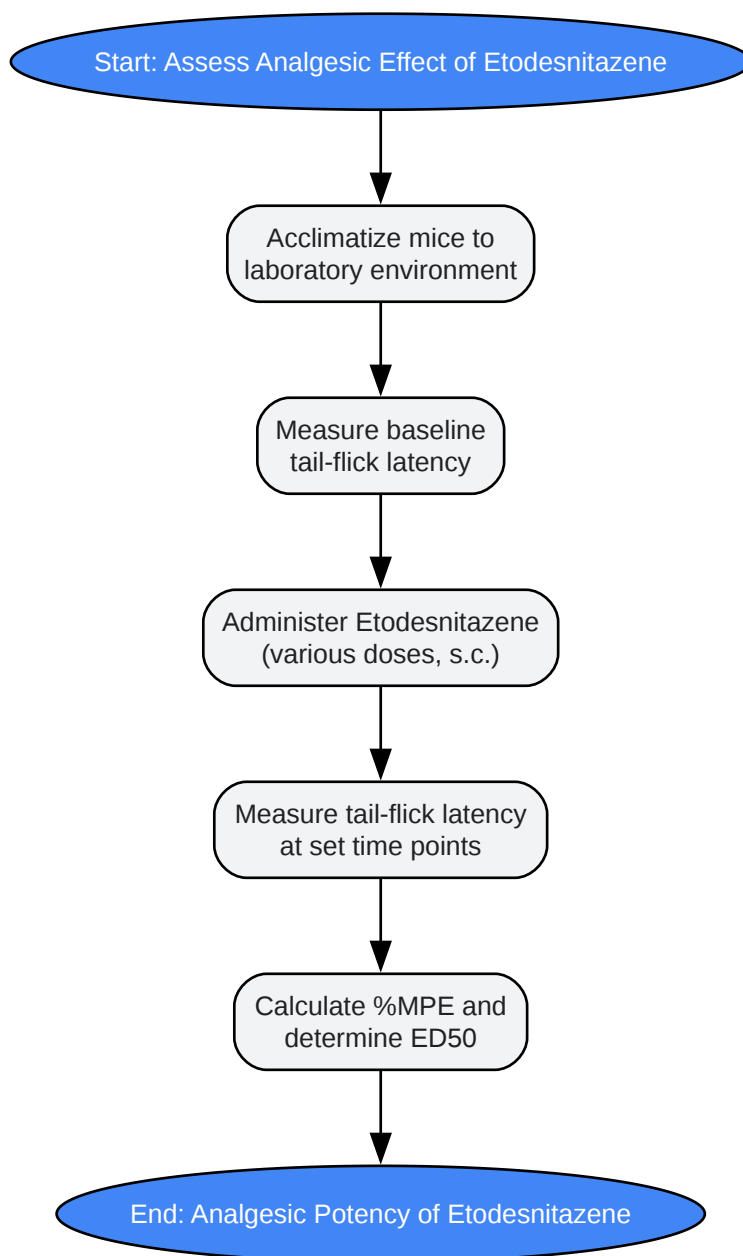 Start: Assess Analgesic Effect of Etodesnitazene
Acclimatize mice to
laboratory environment
Measure baseline
tail-flick latency
Administer Etodesnitazene
(various doses, s.c.)
Measure tail-flick latency
at set time points
Calculate %MPE and
determine ED50
End: Analgesic Potency of Etodesnitazene